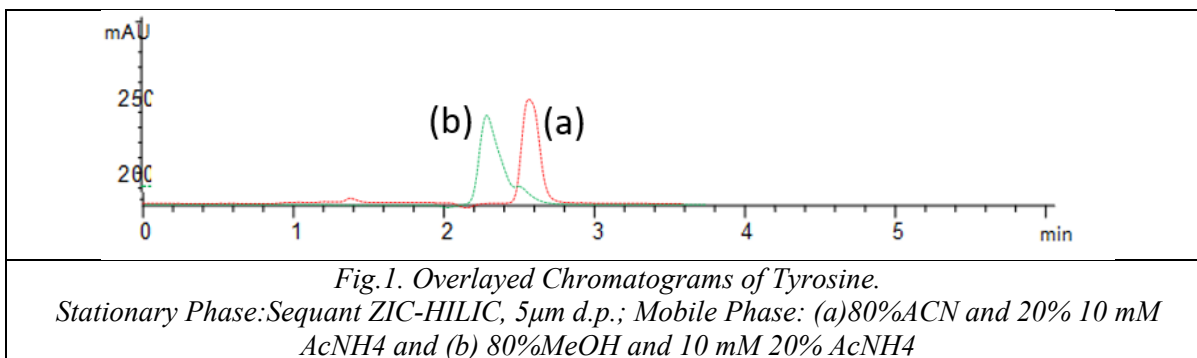 mAU
250
200
(b)
(a)
0 1 2 3 4 5 min
Fig.1. Overlayed Chromatograms of Tyrosine.
Stationary Phase:Sequant ZIC-HILIC, 5μm d.p.; Mobile Phase: (a)80%ACN and 20% 10 mM
AcNH4 and (b) 80%MeOH and 10 mM 20% AcNH4